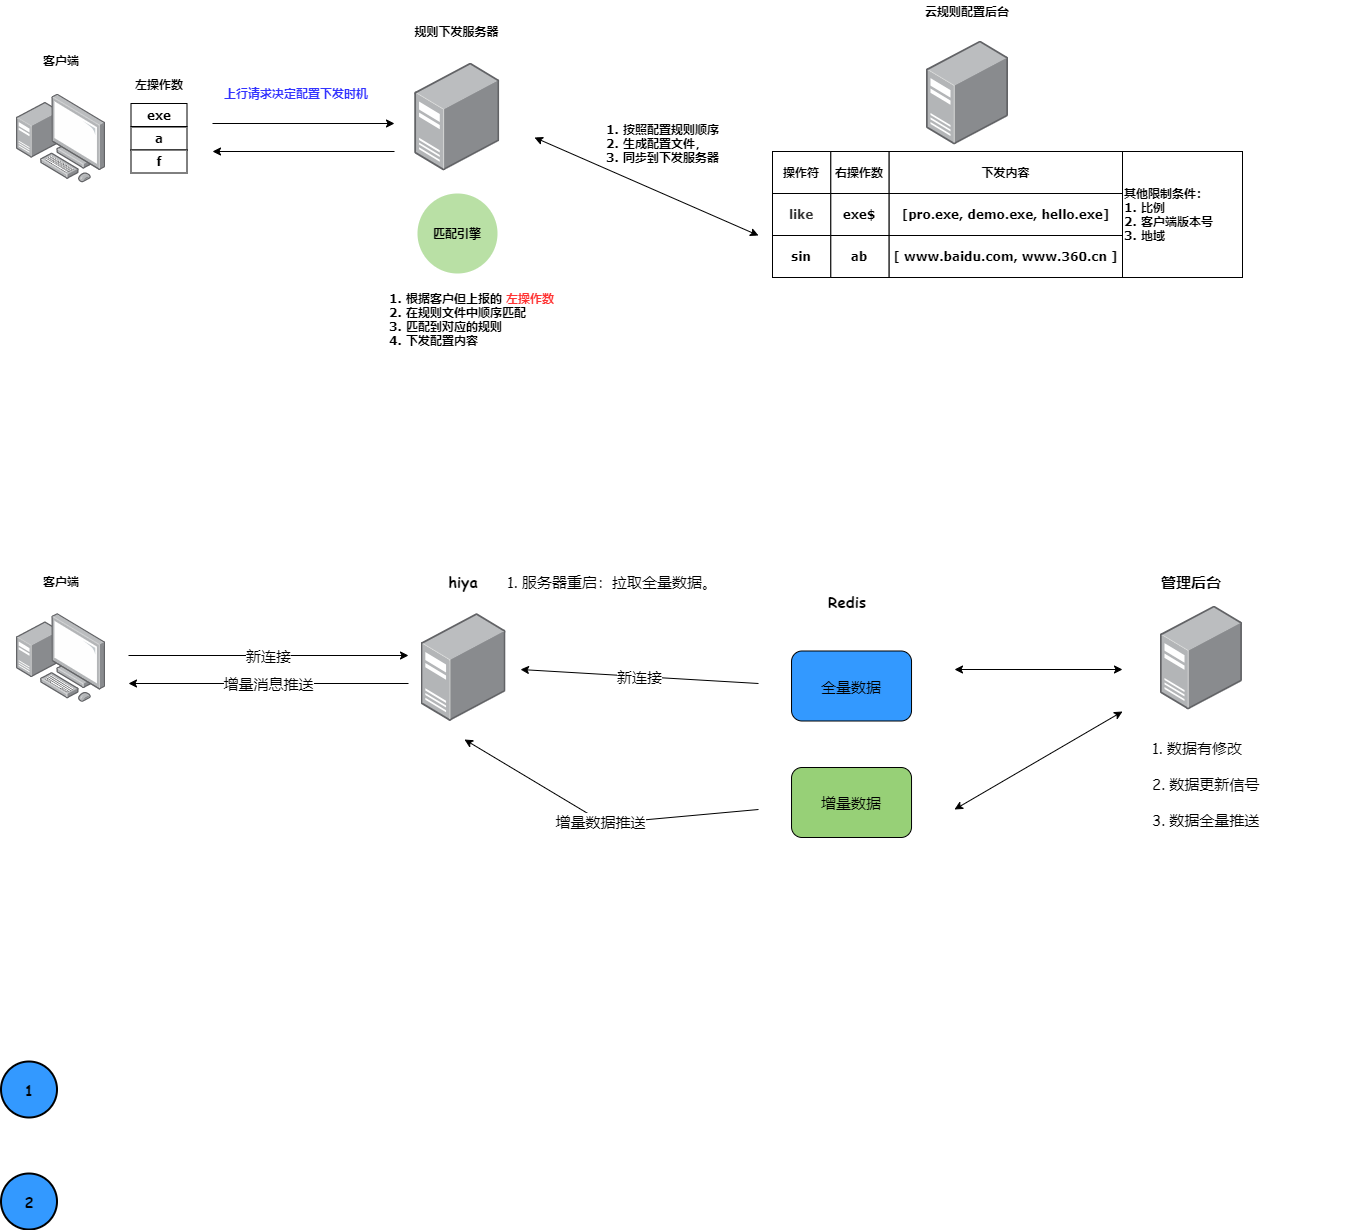 云规则配置后台
规则下发服务器
客户端
左操作数
exe
a
f
上行请求决定配置下发时机
1. 按照配置规则顺序
2. 生成配置文件,
3. 同步到下发服务器
操作符 右操作数 下发内容
like exe$ [pro.exe, demo.exe, hello.exe]
sin ab [ www.baidu.com, www.360.cn ]
其他限制条件：
1. 比例
2. 客户端版本号
3. 地域
匹配引擎
1. 根据客户但上报的 左操作数
2. 在规则文件中顺序匹配
3. 匹配到对应的规则
4. 下发配置内容
客户端
hiya
1. 服务器重启：拉取全量数据。
Redis
管理后台
新连接
增量消息推送
新连接
全量数据
增量数据推送
增量数据
1. 数据有修改
2. 数据更新信号
3. 数据全量推送
1
2